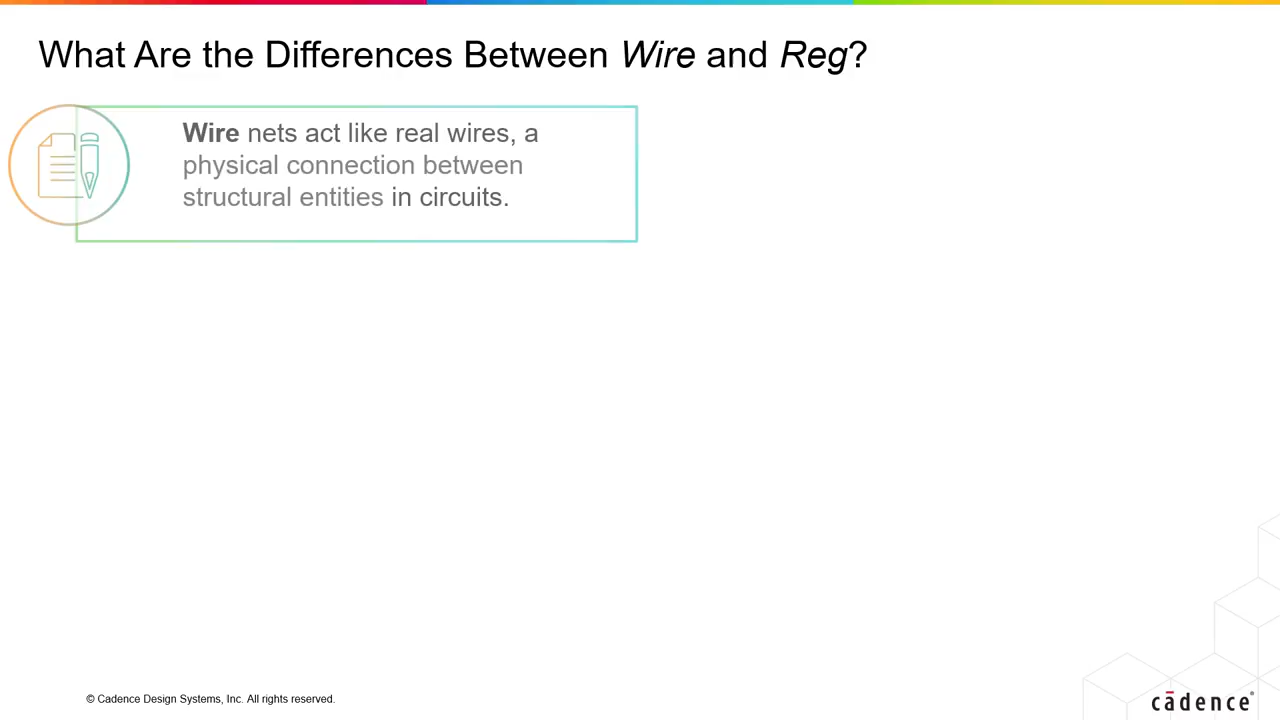 What Are the Differences Between Wire and Reg?
Wire nets act like real wires, a
physical connection between
structural entities in circuits.
© Cadence Design Systems, Inc. All rights reserved.
cādence®